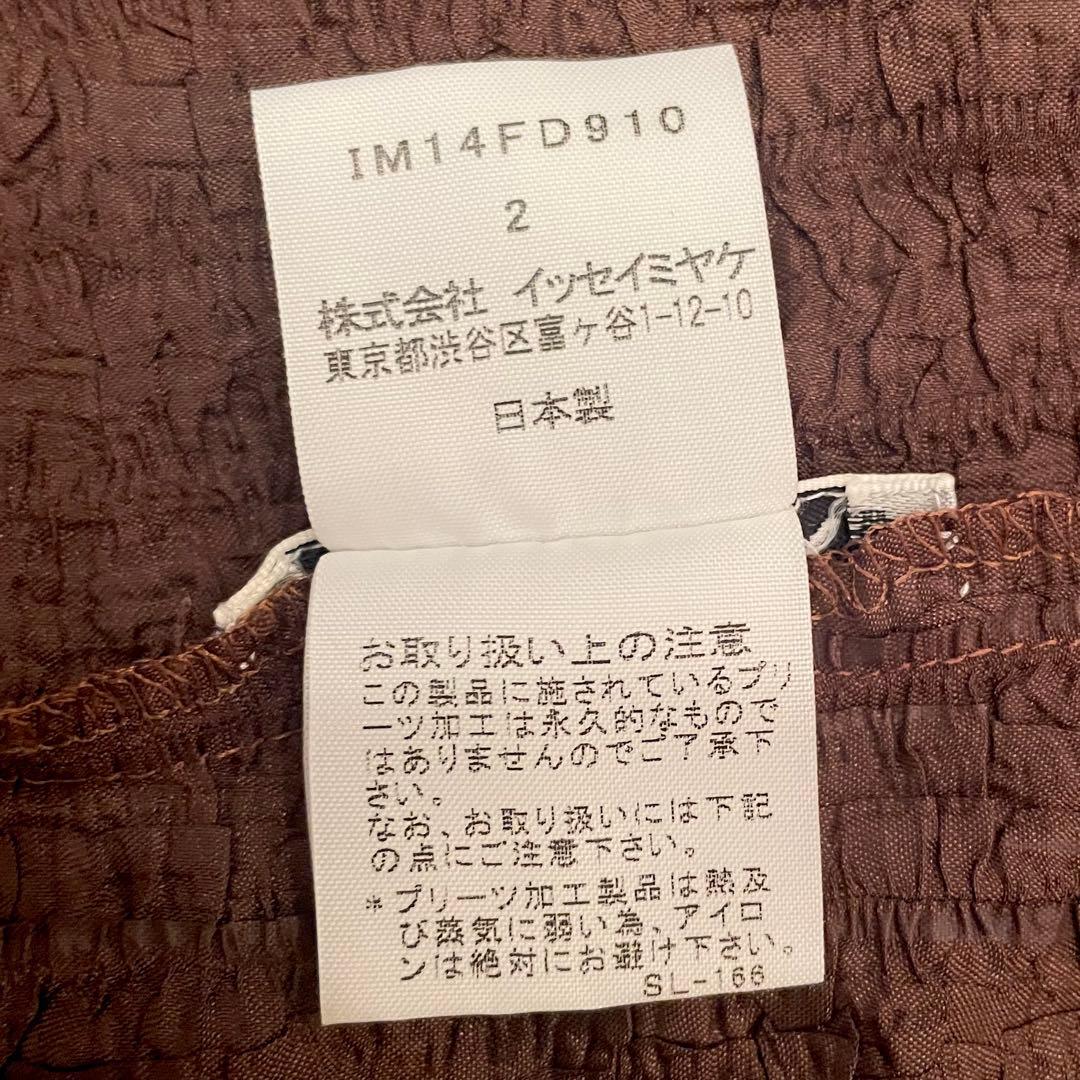 IM14FD910
2
株式会社 イッセイミヤケ
東京都渋谷区富ヶ谷1-12-10
日本製
お取り扱い上の注意
この製品に施されているプリ
ーツ加工は永久的なもので
はありませんのでご了承下
さい。
なお、お取り扱いには下記
の点にご注意下さい。
*プリーツ加工製品は熱及
び蒸気に弱い為、アイロ
ンは絶対にお避け下さい。
SL-166